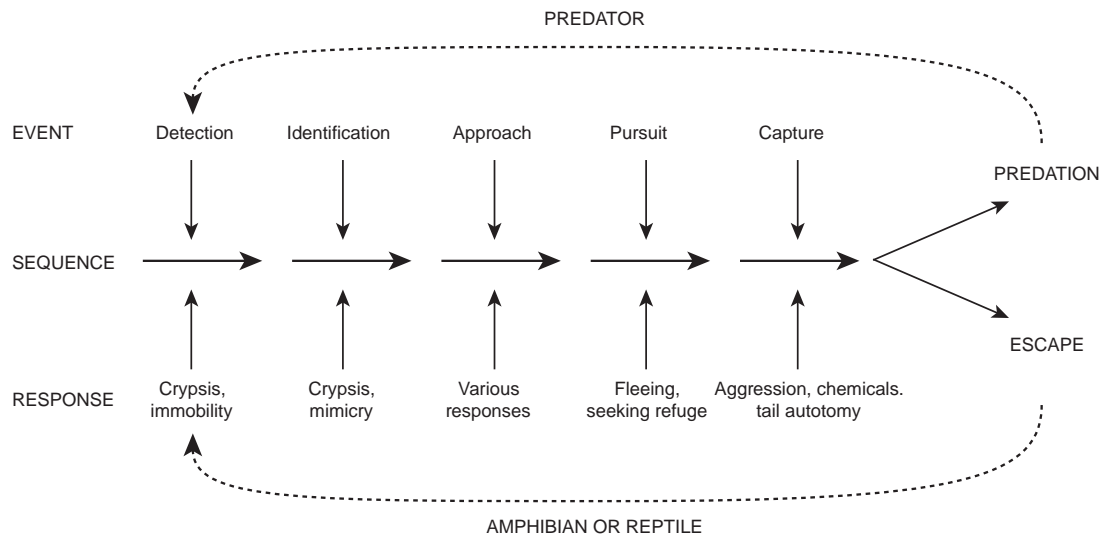 PREDATOR
EVENT
Detection
Identification
Approach
Pursuit
Capture
PREDATION
SEQUENCE
ESCAPE
RESPONSE
Crypsis,
immobility
Crypsis,
mimicry
Various
responses
Fleeing,
seeking refuge
Aggression, chemicals.
tail autotomy
AMPHIBIAN OR REPTILE